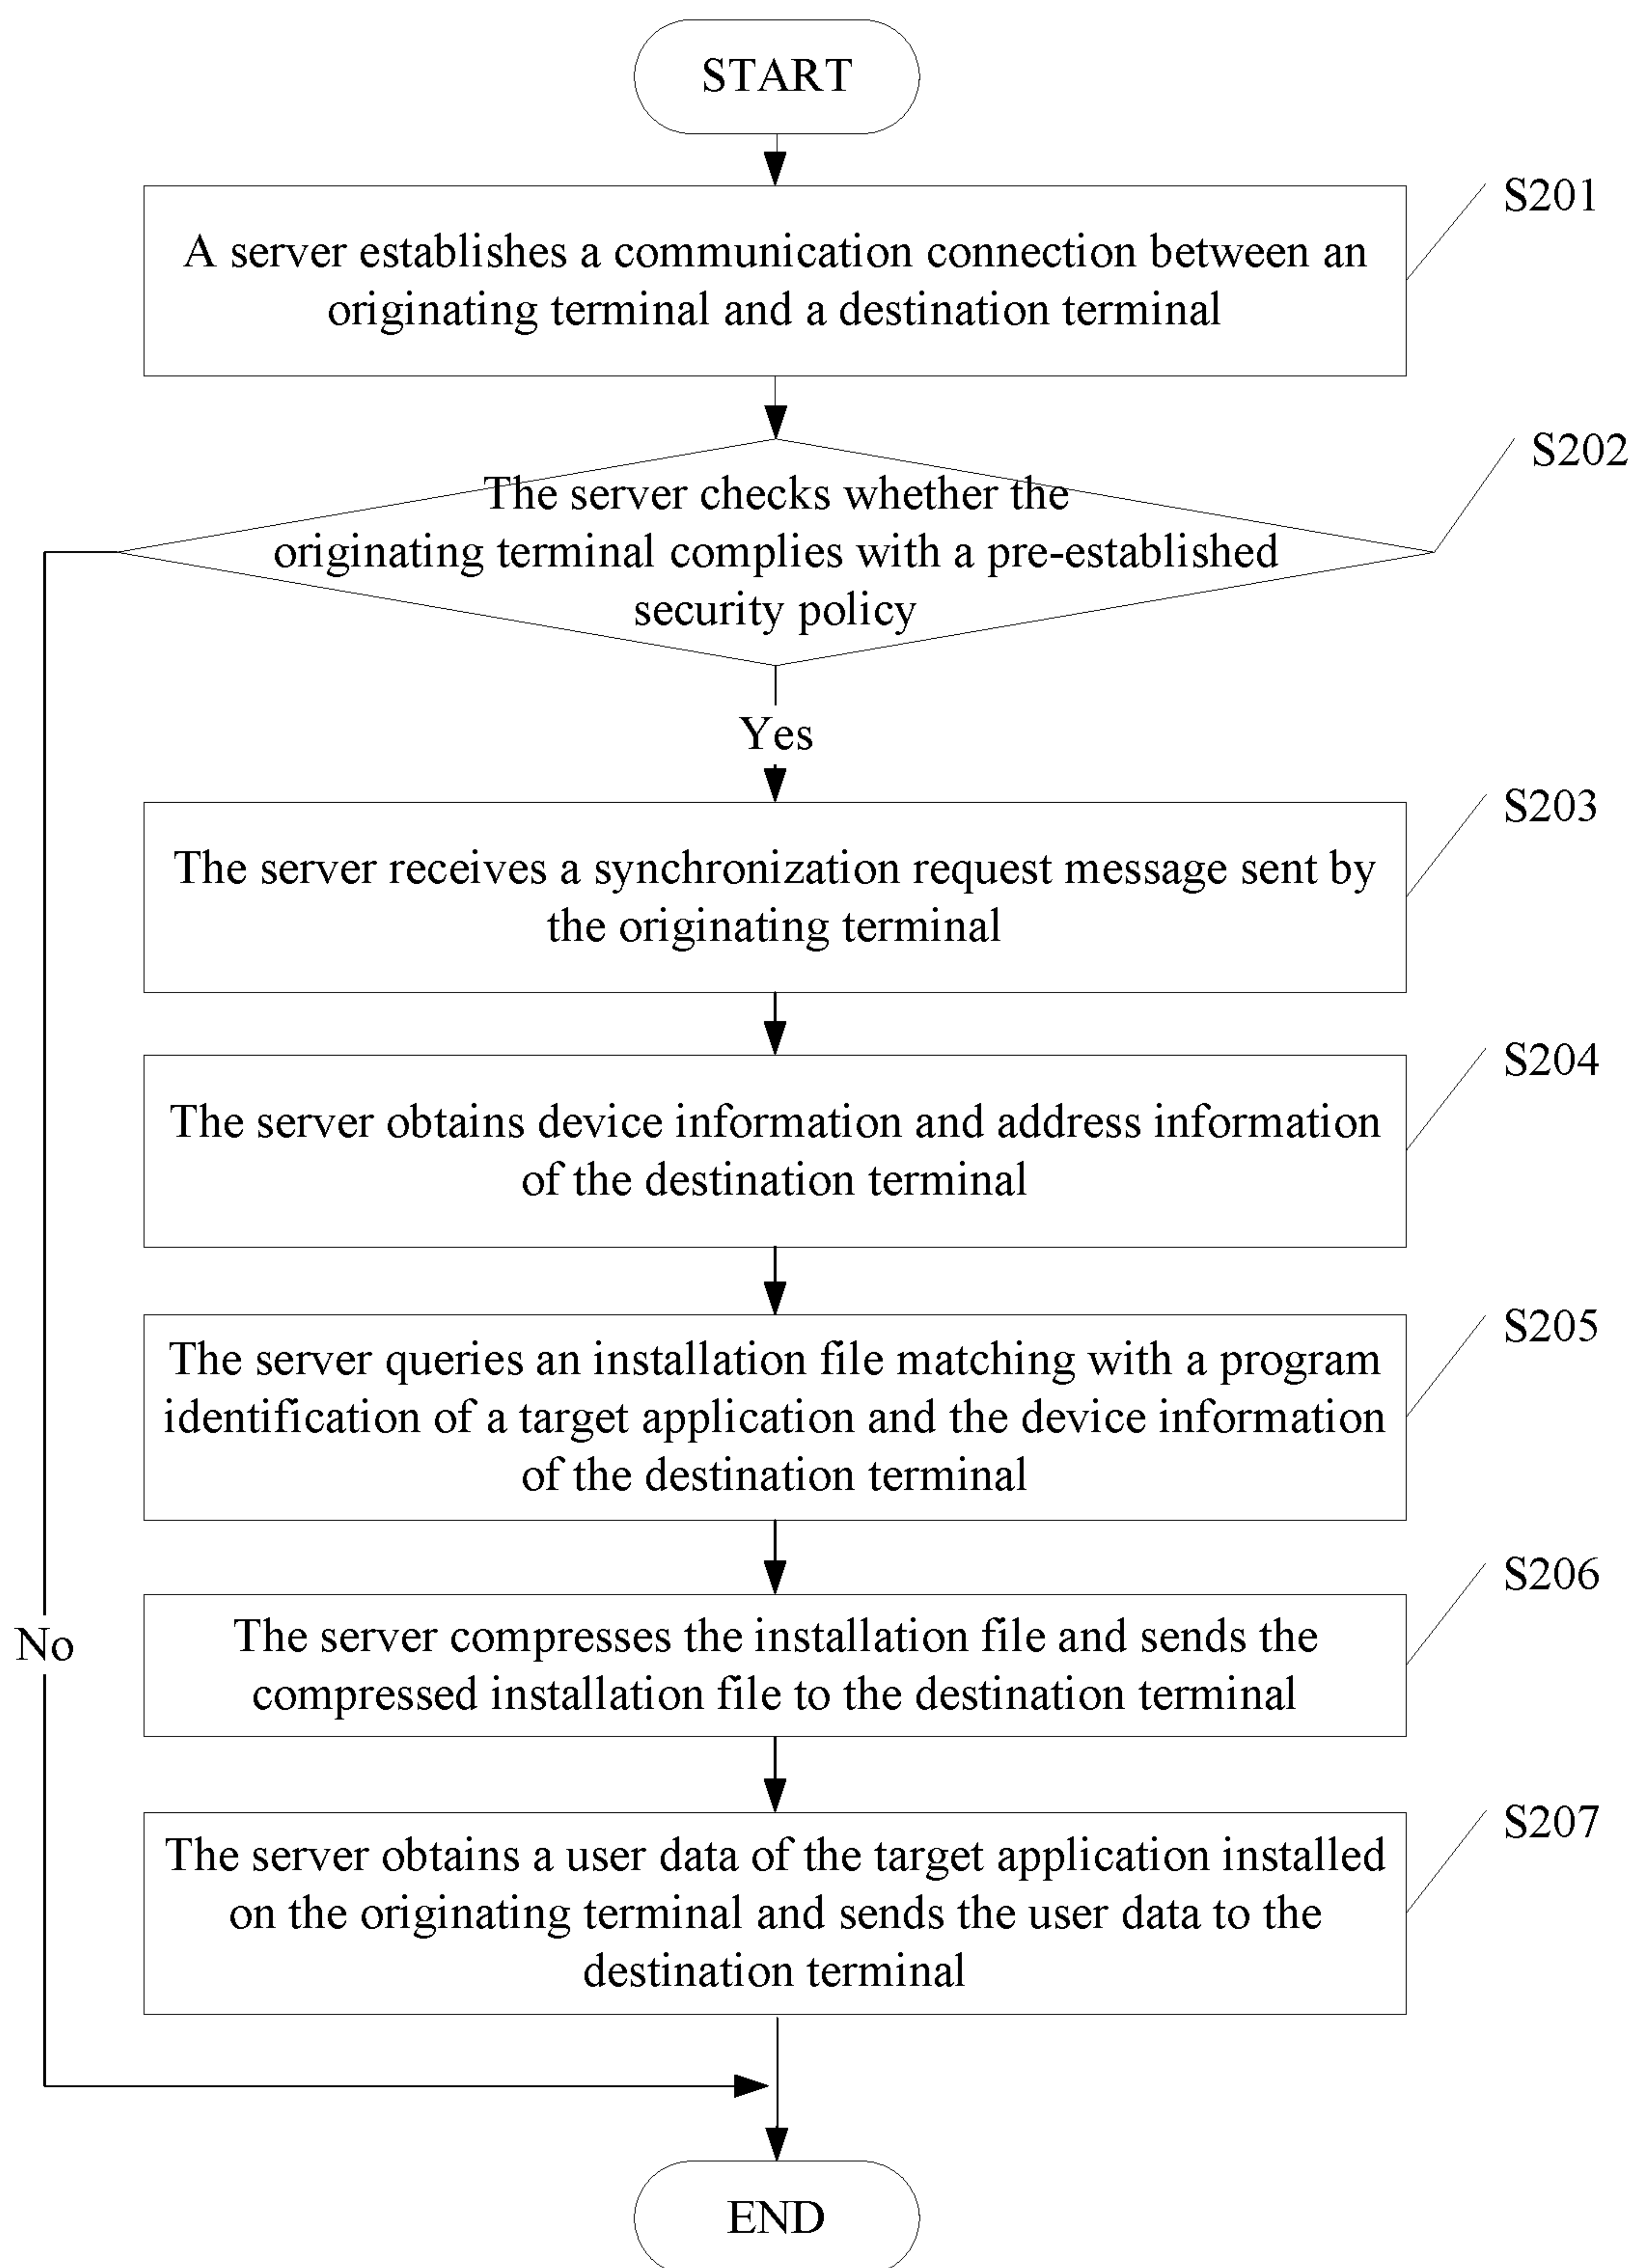 START
S201
A server establishes a communication connection between an
originating terminal and a destination terminal
S202
The server checks whether the
originating terminal complies with a pre-established
security policy
Yes
S203
The server receives a synchronization request message sent by
the originating terminal
S204
The server obtains device information and address information
of the destination terminal
S205
The server queries an installation file matching with a program
identification of a target application and the device information
of the destination terminal
S206
The server compresses the installation file and sends the
compressed installation file to the destination terminal
No
S207
The server obtains a user data of the target application installed
on the originating terminal and sends the user data to the
destination terminal
END